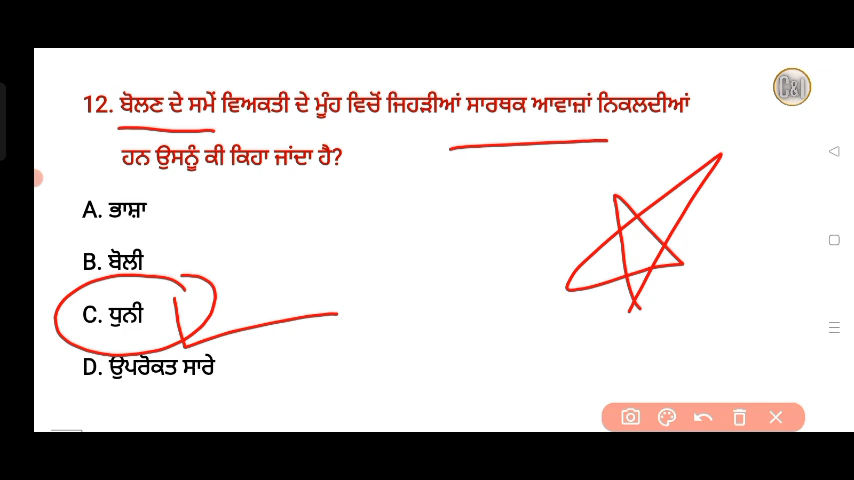 C&I
12. ਬੋਲਣ ਦੇ ਸਮੇਂ ਵਿਅਕਤੀ ਦੇ ਮੂੰਹ ਵਿਚੋਂ ਜਿਹੜੀਆਂ ਸਾਰਥਕ ਆਵਾਜ਼ਾਂ ਨਿਕਲਦੀਆਂ
ਹਨ ਉਸਨੂੰ ਕੀ ਕਿਹਾ ਜਾਂਦਾ ਹੈ?
A. ਭਾਸ਼ਾ
B. ਬੋਲੀ
C. ਧੁਨੀ
D. ਉਪਰੋਕਤ ਸਾਰੇ